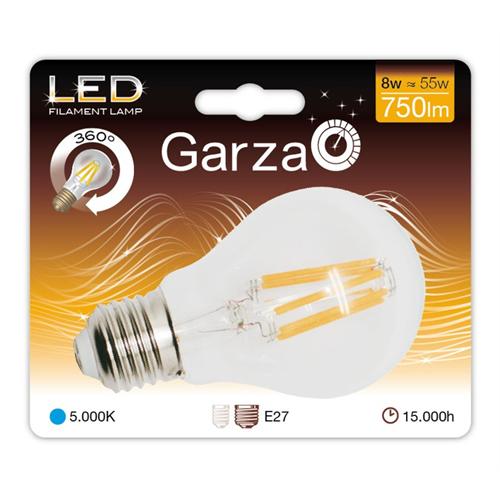 LED
FILAMENT LAMP
360º
8w ≈ 55w
750lm
Garza
5.000K
E27
15.000h